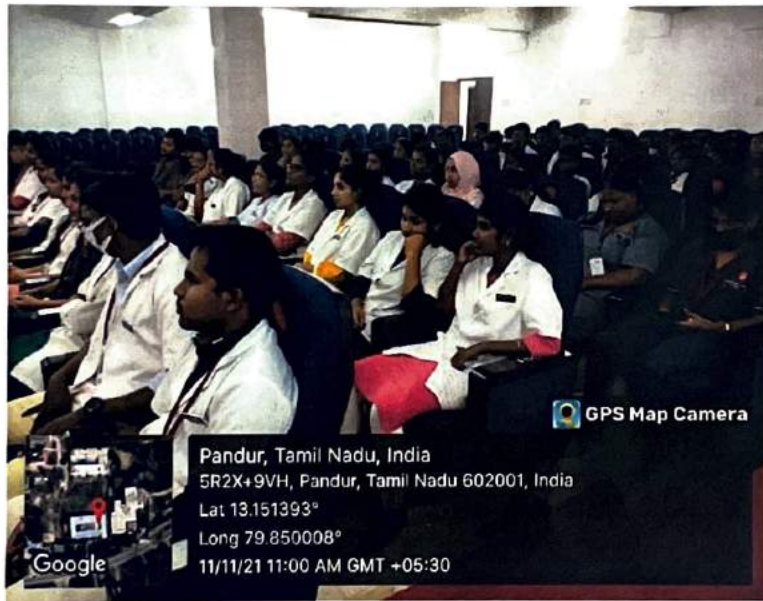 GPS Map Camera
Pandur, Tamil Nadu, India
5R2X+9VH, Pandur, Tamil Nadu 602001, India
Lat 13.151393°
Long 79.850008°
11/11/21 11:00 AM GMT +05:30
Google